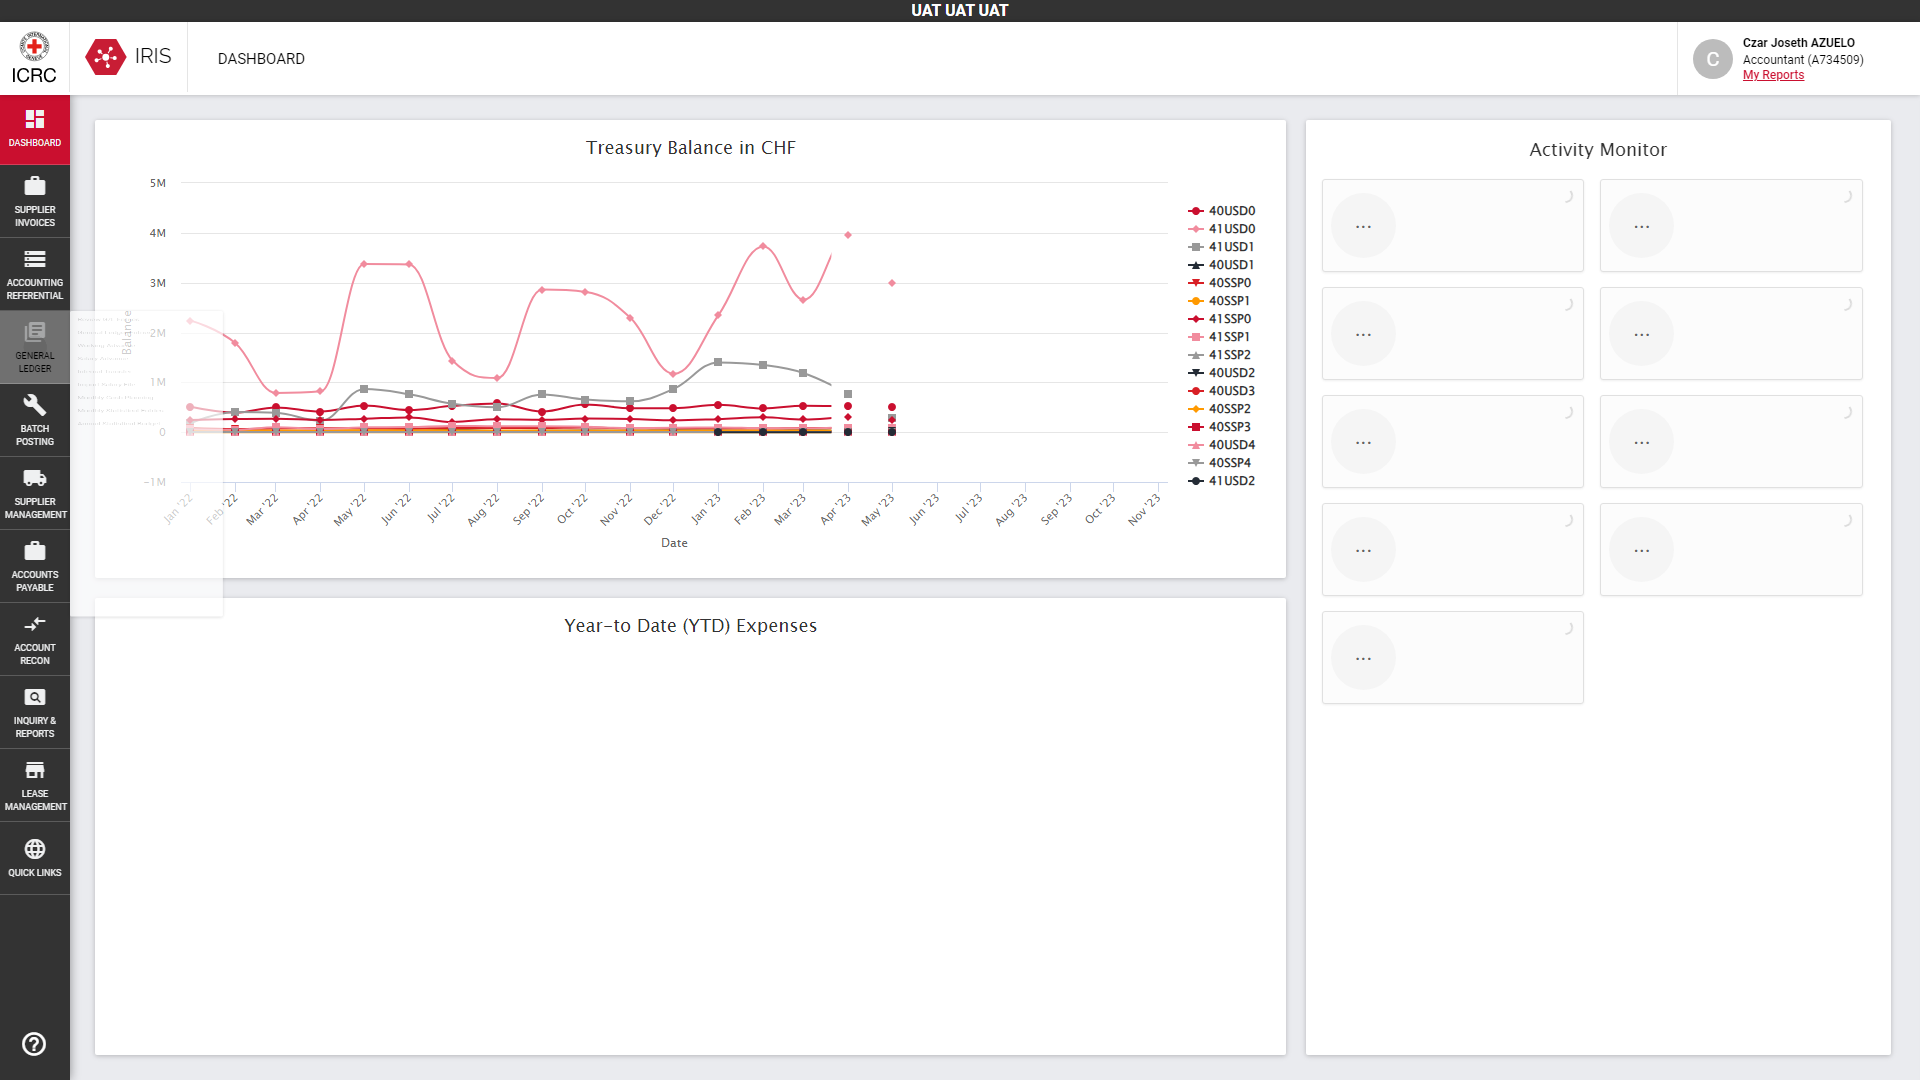 UAT UAT UAT
ICRC
IRIS
DASHBOARD
C
Czar Joseth AZUELO
Accountant (A734509)
My Reports
DASHBOARD
SUPPLIER
INVOICES
ACCOUNTING
REFERENTIAL
GENERAL
LEDGER
BATCH
POSTING
SUPPLIER
MANAGEMENT
ACCOUNTS
PAYABLE
ACCOUNT
RECON
INQUIRY &
REPORTS
LEASE
MANAGEMENT
QUICK LINKS
Treasury Balance in CHF
Balance
5M
4M
3M
2M
1M
0
-1M
Jan '22
Feb '22
Mar '22
Apr '22
May '22
Jun '22
Jul '22
Aug '22
Sep '22
Oct '22
Nov '22
Dec '22
Jan '23
Feb '23
Mar '23
Apr '23
May '23
Jun '23
Jul '23
Aug '23
Sep '23
Oct '23
Nov '23
Date
40USD0
41USD0
41USD1
40USD1
40SSP0
40SSP1
41SSP0
41SSP1
41SSP2
40USD2
40USD3
40SSP2
40SSP3
40USD4
40SSP4
41USD2
Year-to Date (YTD) Expenses
Activity Monitor
...
...
...
...
...
...
...
...
...